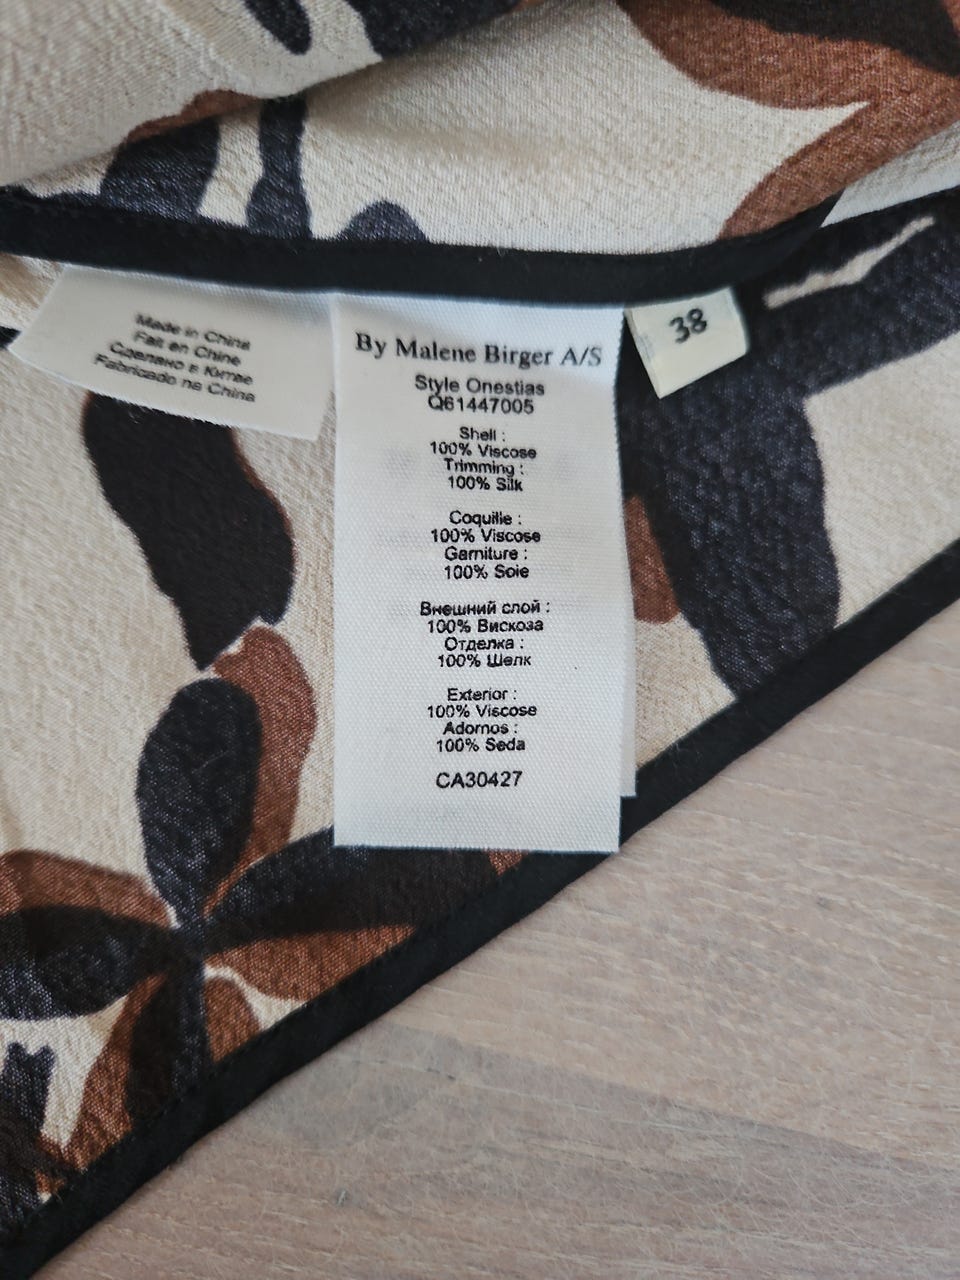 Made in China
Fait en Chine
Сделано в Китае
Fabricado na China
By Malene Birger A/S
Style Onestias
Q61447005
Shell :
100% Viscose
Trimming :
100% Silk
Coquille :
100% Viscose
Garniture :
100% Soie
Внешний слой :
100% Вискоза
Отделка :
100% Шелк
Exterior :
100% Viscose
Adornos :
100% Seda
CA30427
38